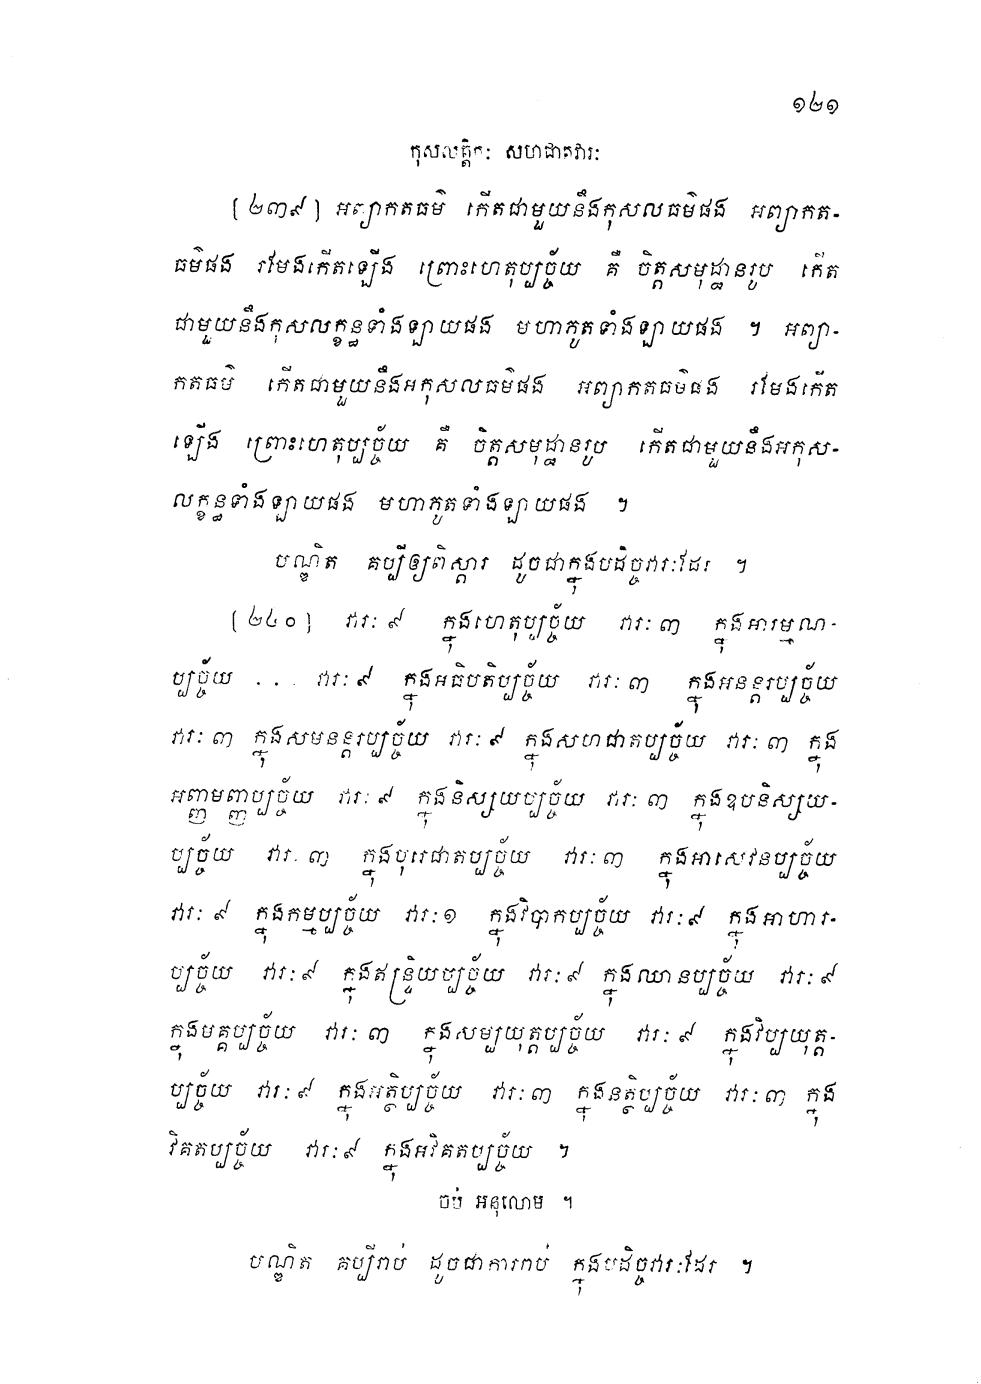 ១២១
កុសលត្តិកៈ សហជាតវារៈ
[២៣៩] អព្យាកតធម៌ កើតជាមួយនឹងកុសលធម៌ផង អព្យាកត-
ធម៌ផង រមែងកើតឡើង ព្រោះហេតុប្បច្ច័យ គឺ ចិត្តសមុដ្ឋានរូប កើត
ជាមួយនឹងកុសលក្ខន្ធទាំងឡាយផង មហាភូតទាំងឡាយផង ។ អព្យា-
កតធម៌ កើតជាមួយនឹងអកុសលធម៌ផង អព្យាកតធម៌ផង រមែងកើត
ឡើង ព្រោះហេតុប្បច្ច័យ គឺ ចិត្តសមុដ្ឋានរូប កើតជាមួយនឹងអកុស-
លក្ខន្ធទាំងឡាយផង មហាភូតទាំងឡាយផង ។
បណ្ឌិត គប្បីឲ្យពិស្តារ ដូចជាក្នុងបដិច្ចវារៈដែរ ។
[២៤០] វារៈ ៩ ក្នុងហេតុប្បច្ច័យ វារៈ ៣ ក្នុងអារម្មណ-
ប្បច្ច័យ ... វារៈ ៩ ក្នុងអធិបតិប្បច្ច័យ វារៈ ៣ ក្នុងអនន្តរប្បច្ច័យ
វារៈ ៣ ក្នុងសមនន្តរប្បច្ច័យ វារៈ ៩ ក្នុងសហជាតប្បច្ច័យ វារៈ ៣ ក្នុង
អញ្ញមញ្ញប្បច្ច័យ វារៈ ៩ ក្នុងនិស្សយប្បច្ច័យ វារៈ ៣ ក្នុងឧបនិស្សយ-
ប្បច្ច័យ វារៈ ៣ ក្នុងបុរេជាតប្បច្ច័យ វារៈ ៣ ក្នុងអាសេវនប្បច្ច័យ
វារៈ ៩ ក្នុងកម្មប្បច្ច័យ វារៈ ១ ក្នុងវិបាកប្បច្ច័យ វារៈ ៩ ក្នុងអាហារ-
ប្បច្ច័យ វារៈ ៩ ក្នុងឥន្ទ្រិយប្បច្ច័យ វារៈ ៩ ក្នុងឈានប្បច្ច័យ វារៈ ៩
ក្នុងមគ្គប្បច្ច័យ វារៈ ៣ ក្នុងសម្បយុត្តប្បច្ច័យ វារៈ ៩ ក្នុងវិប្បយុត្ត-
ប្បច្ច័យ វារៈ ៩ ក្នុងអត្ថិប្បច្ច័យ វារៈ ៣ ក្នុងនត្ថិប្បច្ច័យ វារៈ ៣ ក្នុង
វិគតប្បច្ច័យ វារៈ ៩ ក្នុងអវិគតប្បច្ច័យ ។
ចប់ អនុលោម ។
បណ្ឌិត គប្បីរាប់ ដូចជាការរាប់ ក្នុងបដិច្ចវារៈដែរ ។